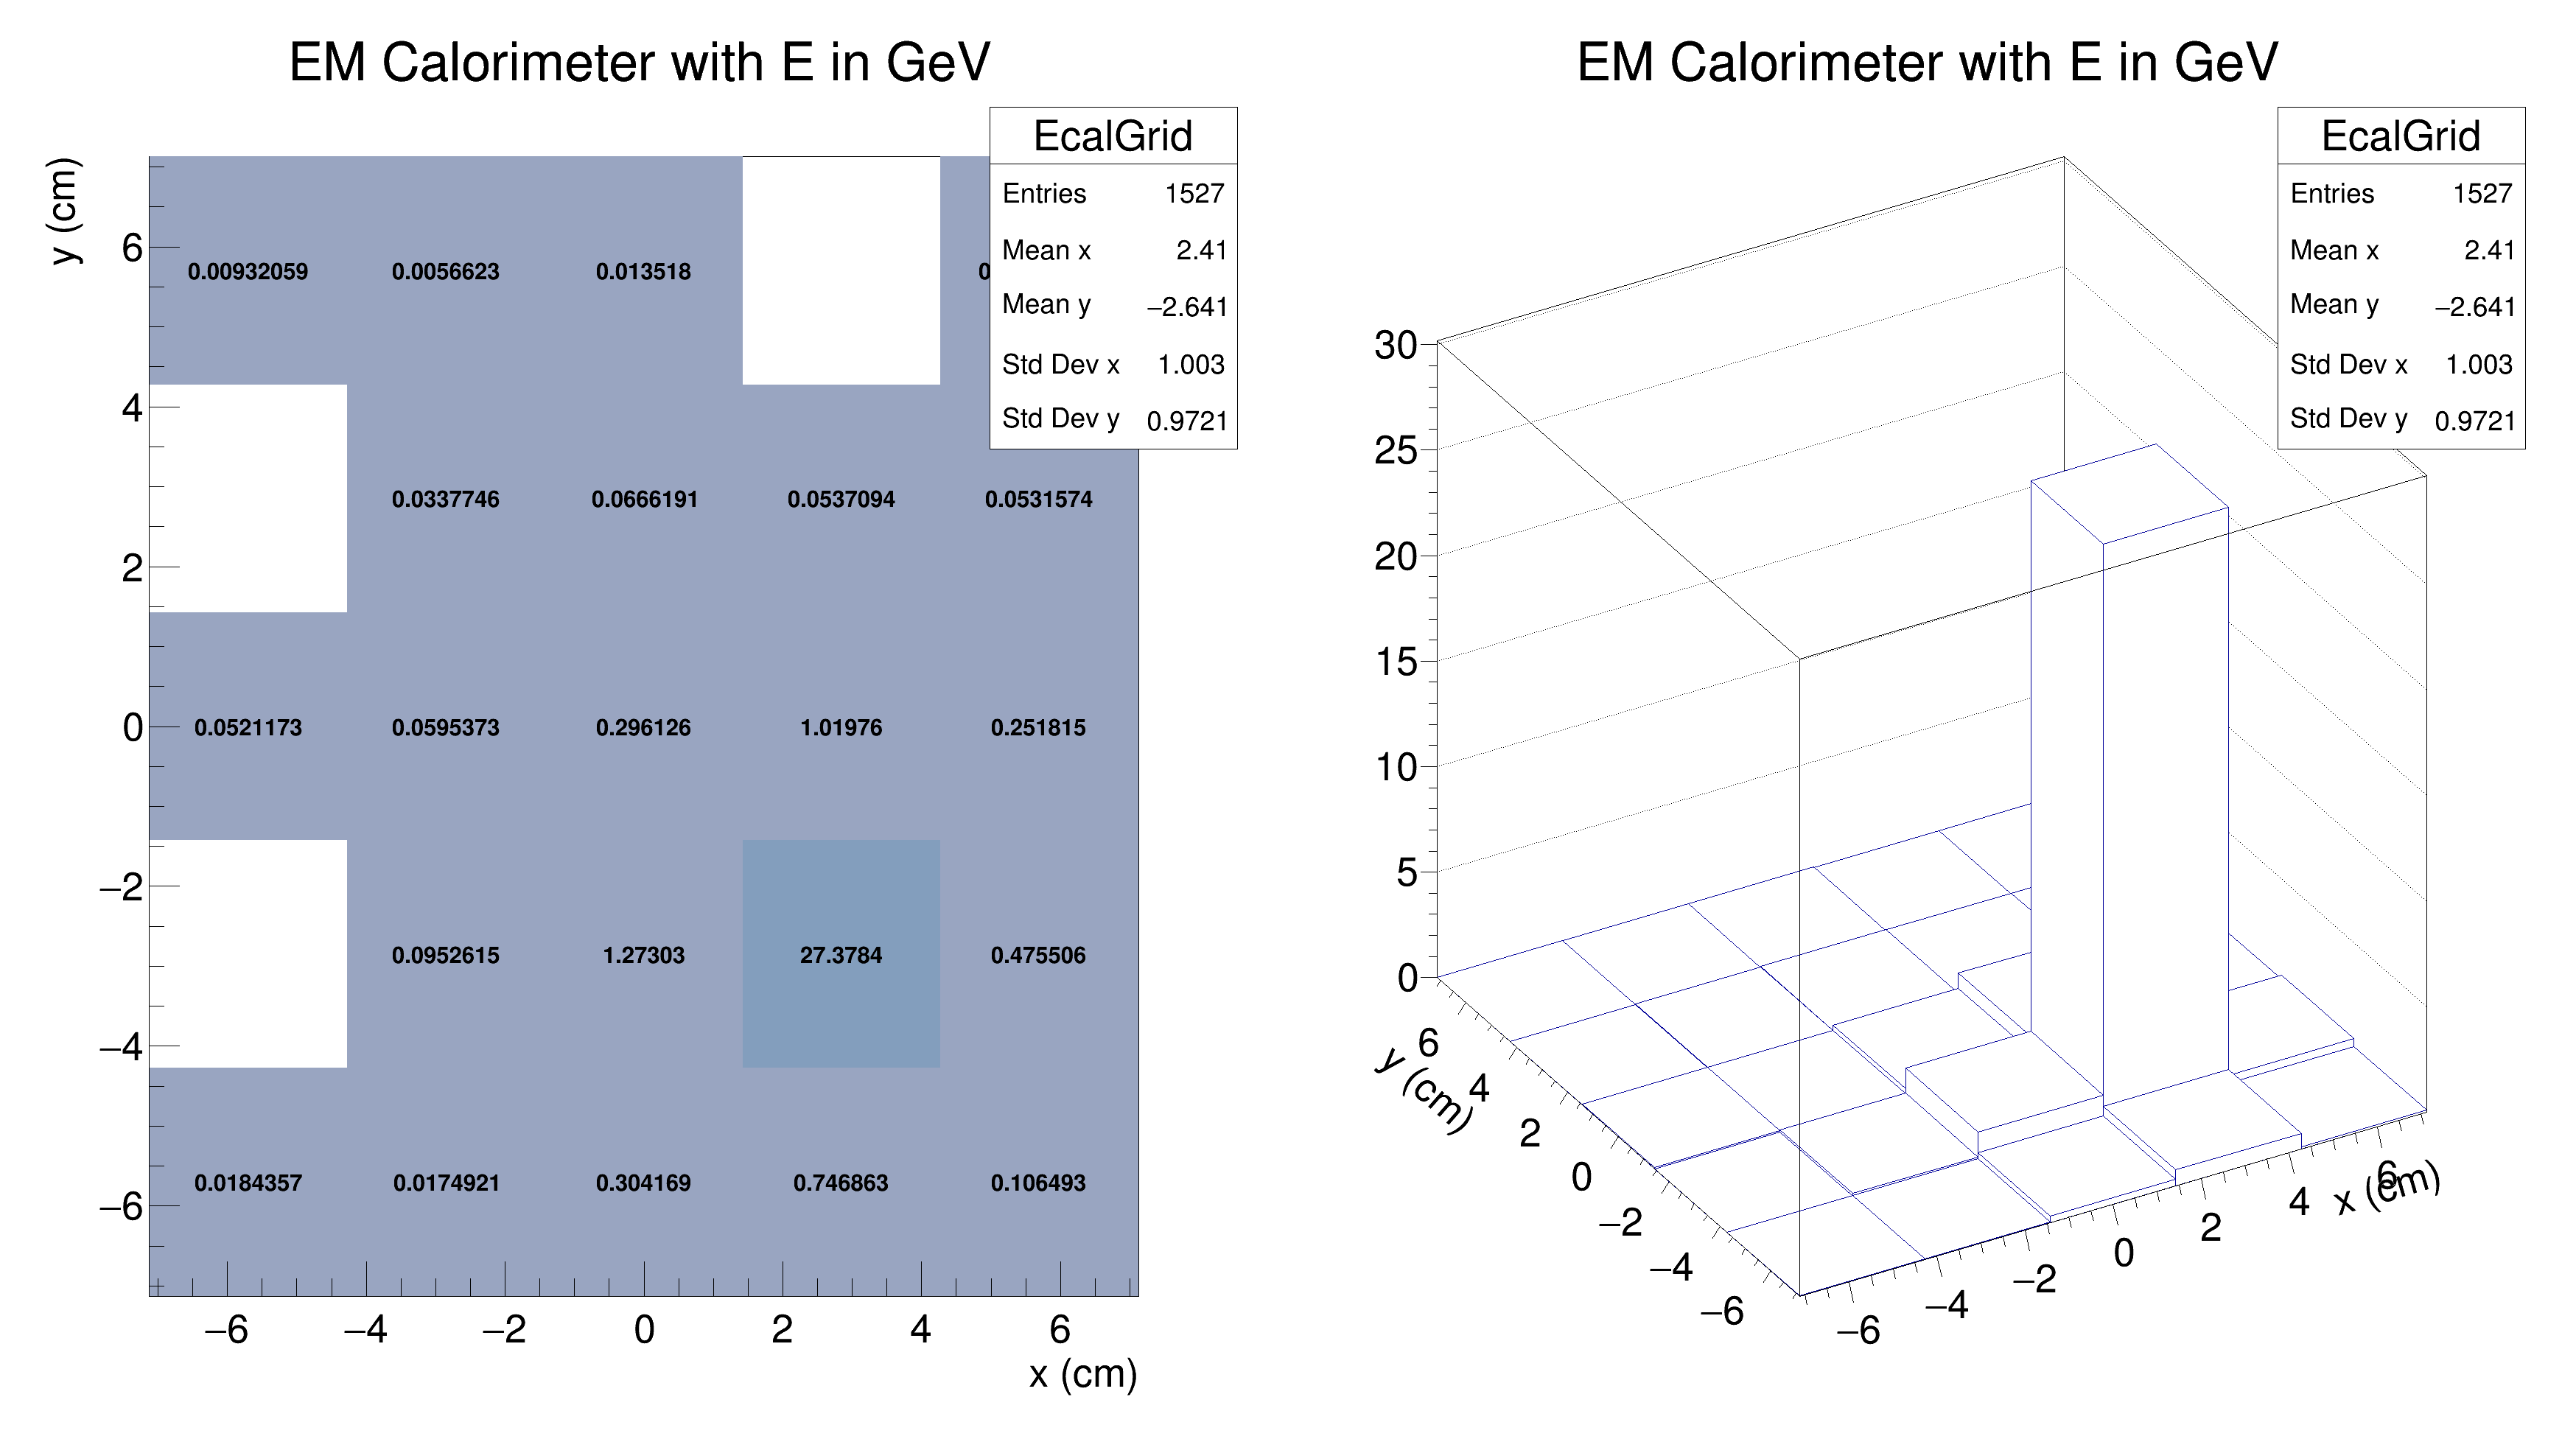 EM Calorimeter with E in GeV
EcalGrid
Entries 1527
Mean x 2.41
Mean y −2.641
Std Dev x 1.003
Std Dev y 0.9721
y (cm)
6
4
2
0
−2
−4
−6
0.00932059 0.0056623 0.013518
0.0337746 0.0666191 0.0537094 0.0531574
0.0521173 0.0595373 0.296126 1.01976 0.251815
0.0952615 1.27303 27.3784 0.475506
0.0184357 0.0174921 0.304169 0.746863 0.106493
−6 −4 −2 0 2 4 6
x (cm)
EM Calorimeter with E in GeV
EcalGrid
Entries 1527
Mean x 2.41
Mean y −2.641
Std Dev x 1.003
Std Dev y 0.9721
30
25
20
15
10
5
0
y (cm)
6
4
2
0
−2
−4
−6
−6 −4 −2 0 2 4 6
x (cm)